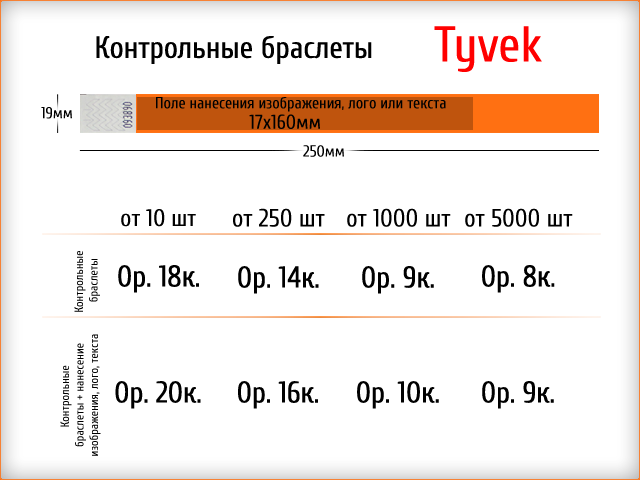 Контрольные браслеты Tyvek
19мм
093890
Поле нанесения изображения, лого или текста
17x160мм
250мм
от 10 шт от 250 шт от 1000 шт от 5000 шт
Контрольные
браслеты
0р. 18к. 0р. 14к. 0р. 9к. 0р. 8к.
Контрольные
браслеты + нанесение
изображения, лого, текста
0р. 20к. 0р. 16к. 0р. 10к. 0р. 9к.